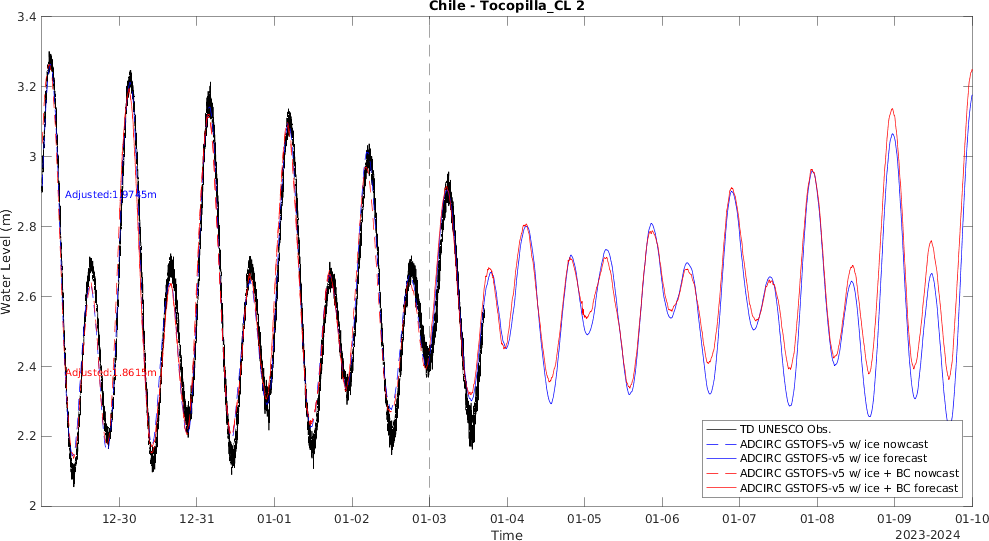 Chile - Tocopilla_CL 2
3.4
3.2
3
2.8
2.6
2.4
2.2
2
Water Level (m)
Adjusted:1.9745m
Adjusted:1.8615m
TD UNESCO Obs.
ADCIRC GSTOFS-v5 w/ ice nowcast
ADCIRC GSTOFS-v5 w/ ice forecast
ADCIRC GSTOFS-v5 w/ ice + BC nowcast
ADCIRC GSTOFS-v5 w/ ice + BC forecast
12-30 12-31 01-01 01-02 01-03 01-04 01-05 01-06 01-07 01-08 01-09 01-10
Time
2023-2024